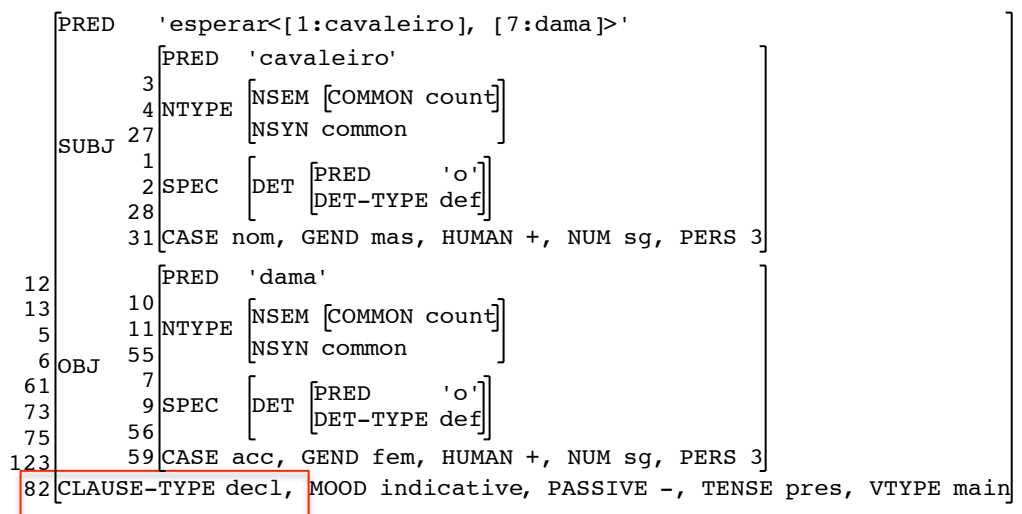 PRED 'esperar<[1:cavaleiro], [7:dama]>'
PRED 'cavaleiro'
3
4 NTYPE NSEM [COMMON count]
27 NSYN common
SUBJ
1
2 SPEC DET PRED 'o'
DET-TYPE def
28
31 CASE nom, GEND mas, HUMAN +, NUM sg, PERS 3
12 PRED 'dama'
13 10
5 11 NTYPE NSEM [COMMON count]
6 55 NSYN common
OBJ
61 7
73 9 SPEC DET PRED 'o'
DET-TYPE def
75 56
123 59 CASE acc, GEND fem, HUMAN +, NUM sg, PERS 3
82 CLAUSE-TYPE decl, MOOD indicative, PASSIVE -, TENSE pres, VTYPE main